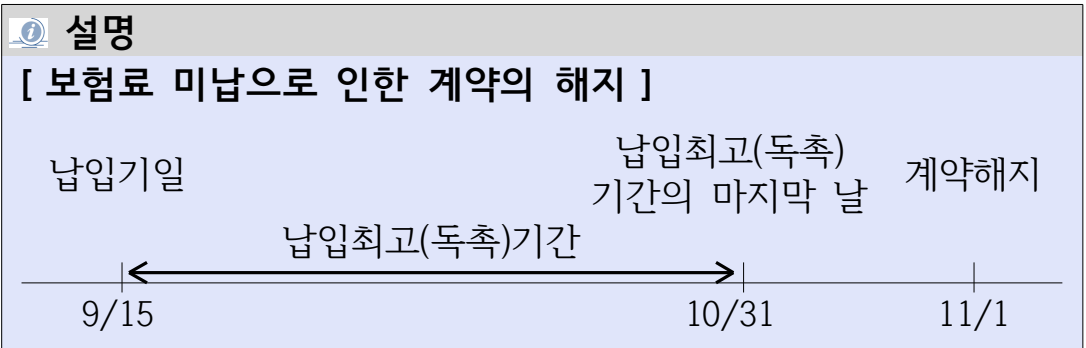 설명
[ 보험료 미납으로 인한 계약의 해지 ]
납입기일
납입최고(독촉)
기간의 마지막 날
계약해지
납입최고(독촉)기간
9/15
10/31
11/1